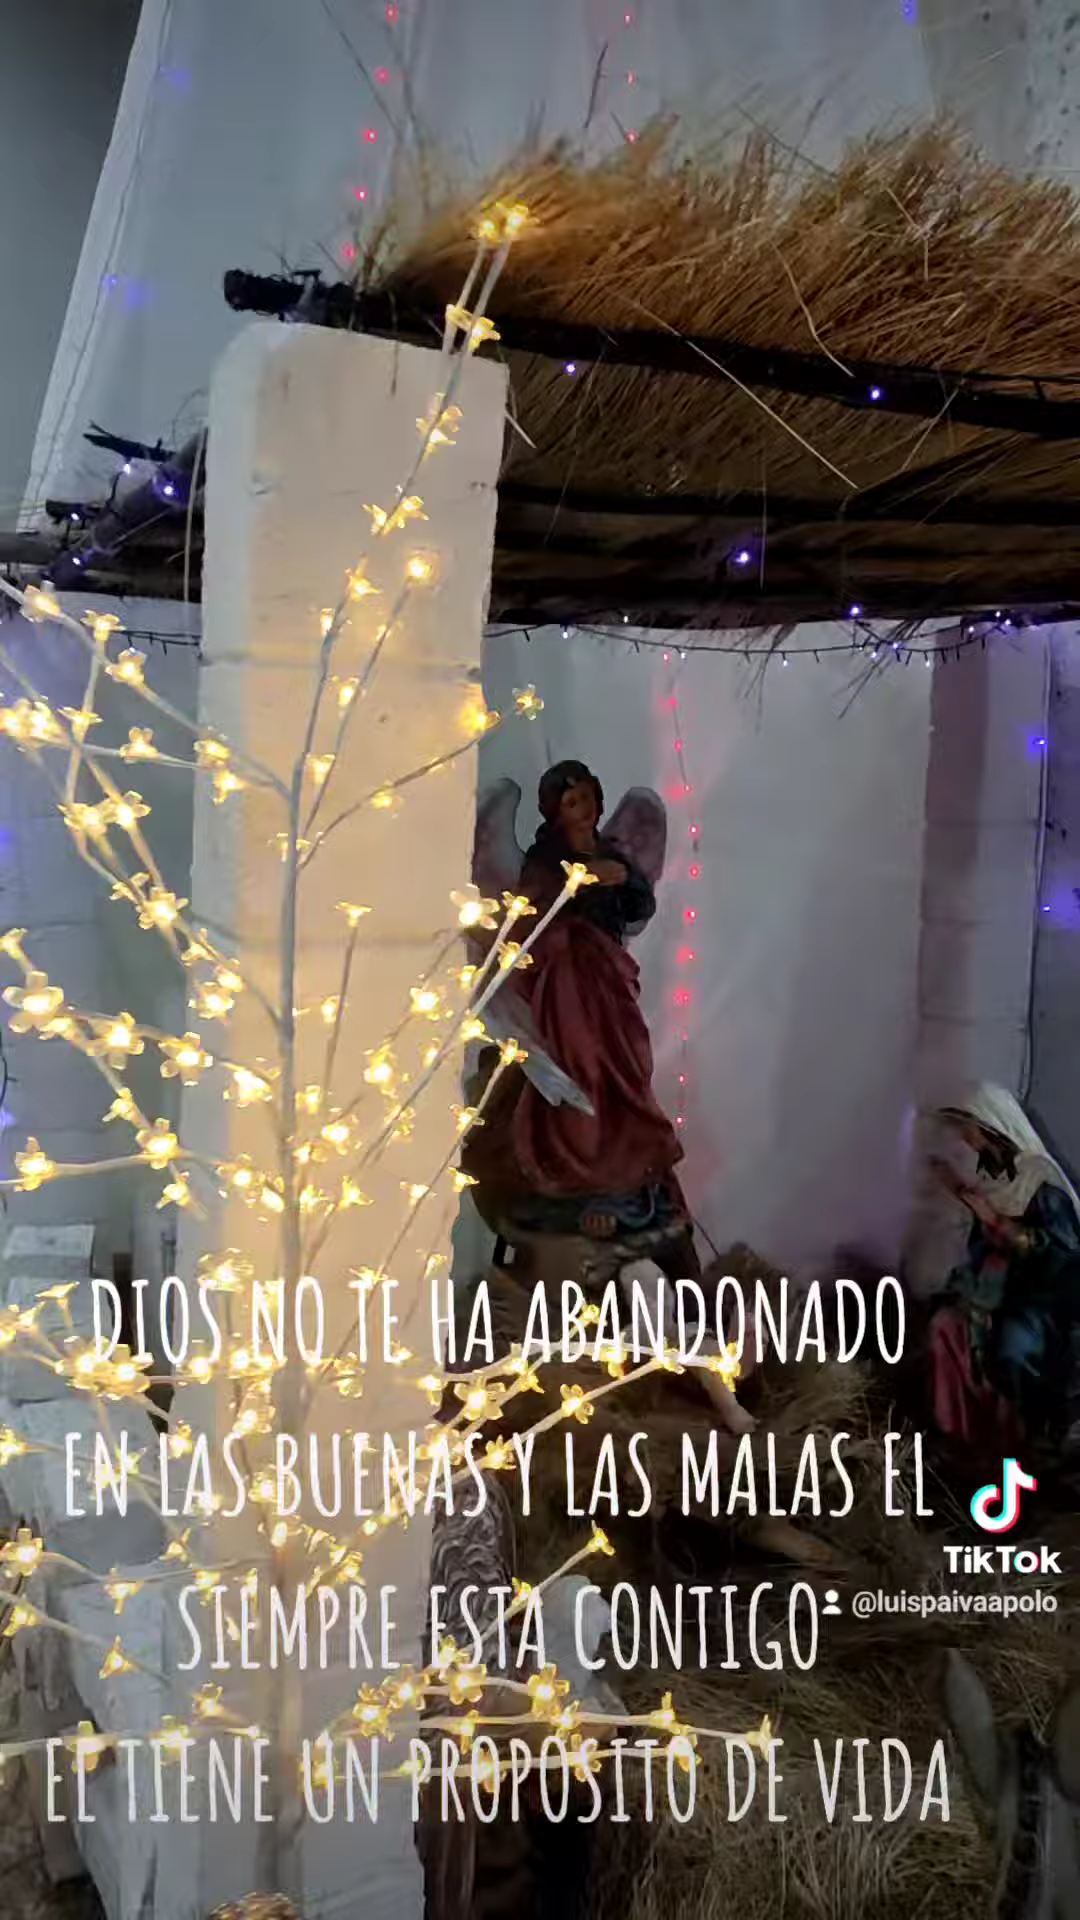 DIOS NO TE HA ABANDONADO
EN LAS BUENAS Y LAS MALAS EL
SIEMPRE ESTA CONTIGO
EL TIENE UN PROPOSITO DE VIDA
TikTok
@luispaivaapolo